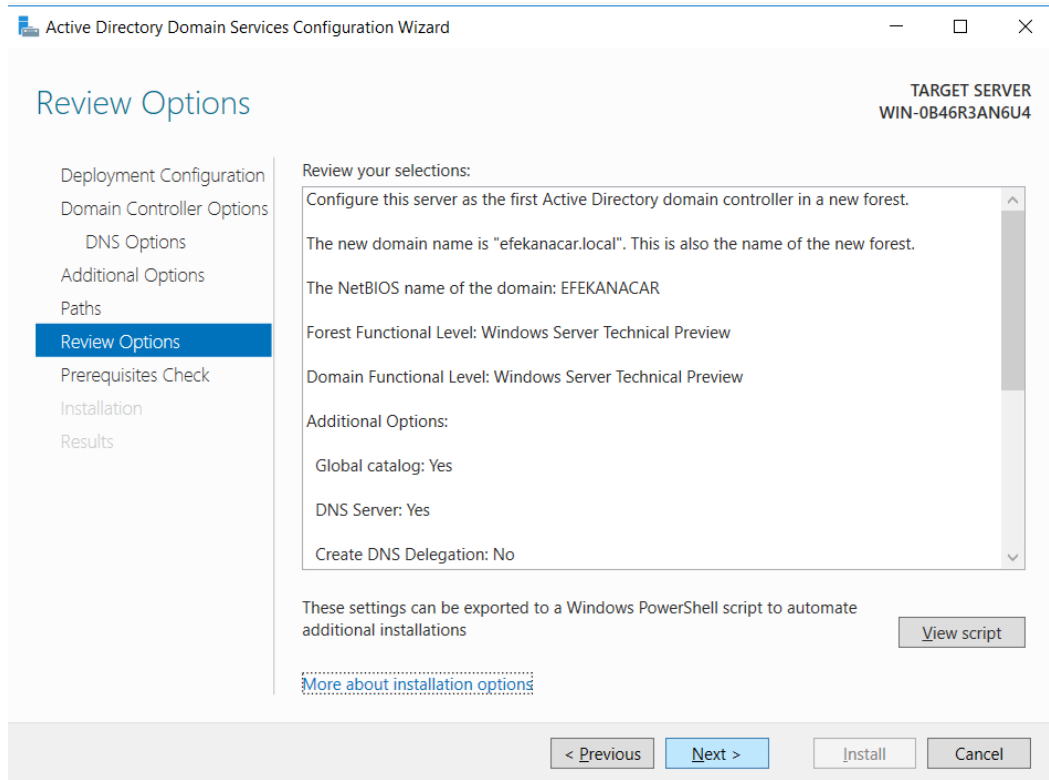 Active Directory Domain Services Configuration Wizard
Review Options
TARGET SERVER
WIN-0B46R3AN6U4
Deployment Configuration
Domain Controller Options
DNS Options
Additional Options
Paths
Review Options
Prerequisites Check
Installation
Results
Review your selections:
Configure this server as the first Active Directory domain controller in a new forest.
The new domain name is "efekanacar.local". This is also the name of the new forest.
The NetBIOS name of the domain: EFEKANACAR
Forest Functional Level: Windows Server Technical Preview
Domain Functional Level: Windows Server Technical Preview
Additional Options:
Global catalog: Yes
DNS Server: Yes
Create DNS Delegation: No
These settings can be exported to a Windows PowerShell script to automate
additional installations
View script
More about installation options
< Previous
Next >
Install
Cancel